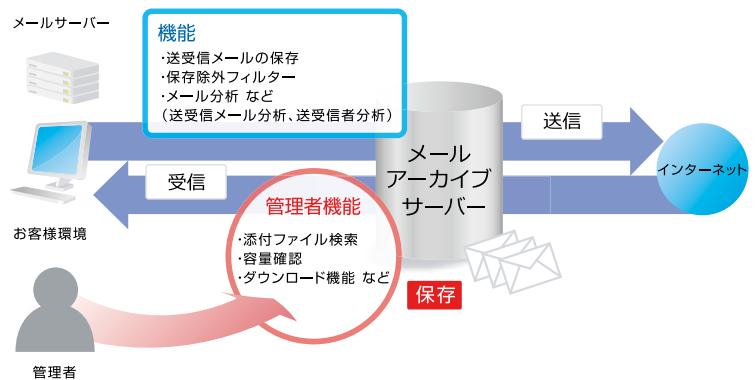 メールサーバー
機能
・送受信メールの保存
・保存除外フィルター
・メール分析 など
（送受信メール分析、送受信者分析）
送信
メール
アーカイブ
サーバー
インターネット
受信
お客様環境
管理者機能
・添付ファイル検索
・容量確認
・ダウンロード機能 など
保存
管理者